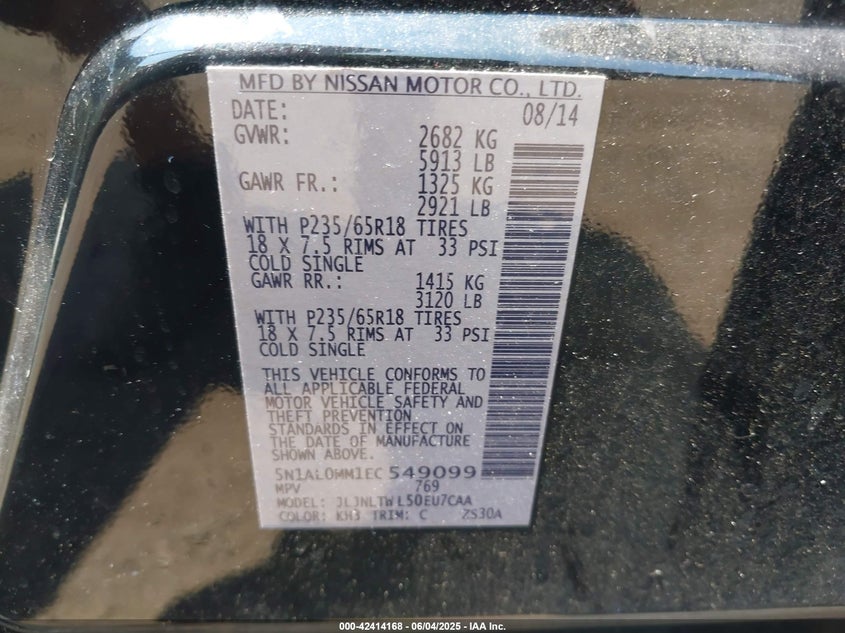 MFD BY NISSAN MOTOR CO., LTD.
DATE: 08/14
GVWR: 2682 KG
5913 LB
GAWR FR.: 1325 KG
2921 LB
WITH P235/65R18 TIRES
18 X 7.5 RIMS AT 33 PSI
COLD SINGLE
GAWR RR.: 1415 KG
3120 LB
WITH P235/65R18 TIRES
18 X 7.5 RIMS AT 33 PSI
COLD SINGLE
THIS VEHICLE CONFORMS TO
ALL APPLICABLE FEDERAL
MOTOR VEHICLE SAFETY AND
THEFT PREVENTION
STANDARDS IN EFFECT ON
THE DATE OF MANUFACTURE
SHOWN ABOVE.
5N1AL0MM1EC 549099
MPV 769
MODEL:
COLOR: KH3 TRIM: C ZS30A
000-42414168 - 06/04/2025 - IAA Inc.